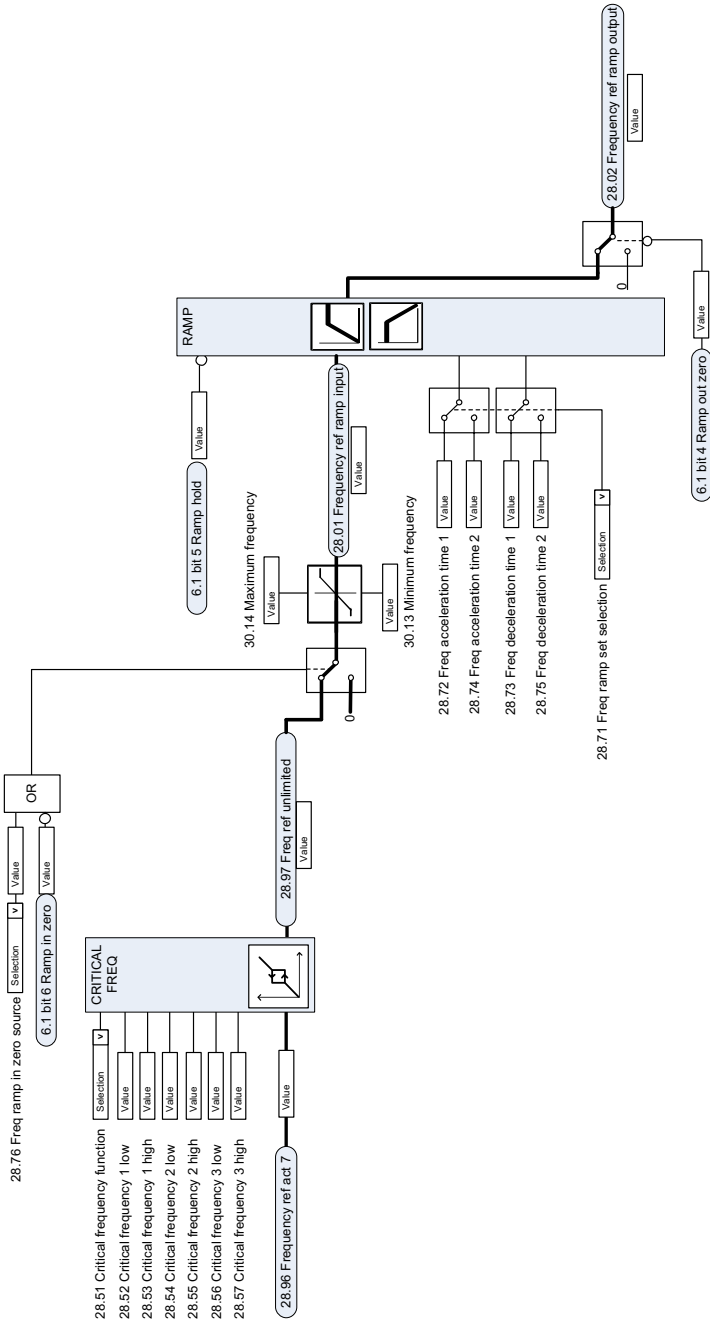 28.76 Freq ramp in zero source
Selection
v
Value
OR
6.1 bit 6 Ramp in zero
Value
28.51 Critical frequency function
Selection
v
CRITICAL
FREQ
28.52 Critical frequency 1 low
Value
28.53 Critical frequency 1 high
Value
28.54 Critical frequency 2 low
Value
28.55 Critical frequency 2 high
Value
28.56 Critical frequency 3 low
Value
28.57 Critical frequency 3 high
Value
28.96 Frequency ref act 7
Value
28.97 Freq ref unlimited
Value
0
6.1 bit 5 Ramp hold
Value
RAMP
30.14 Maximum frequency
Value
28.01 Frequency ref ramp input
Value
Value
30.13 Minimum frequency
28.72 Freq acceleration time 1
Value
28.74 Freq acceleration time 2
Value
28.73 Freq deceleration time 1
Value
28.75 Freq deceleration time 2
Value
28.71 Freq ramp set selection
Selection
v
28.02 Frequency ref ramp output
Value
0
6.1 bit 4 Ramp out zero
Value